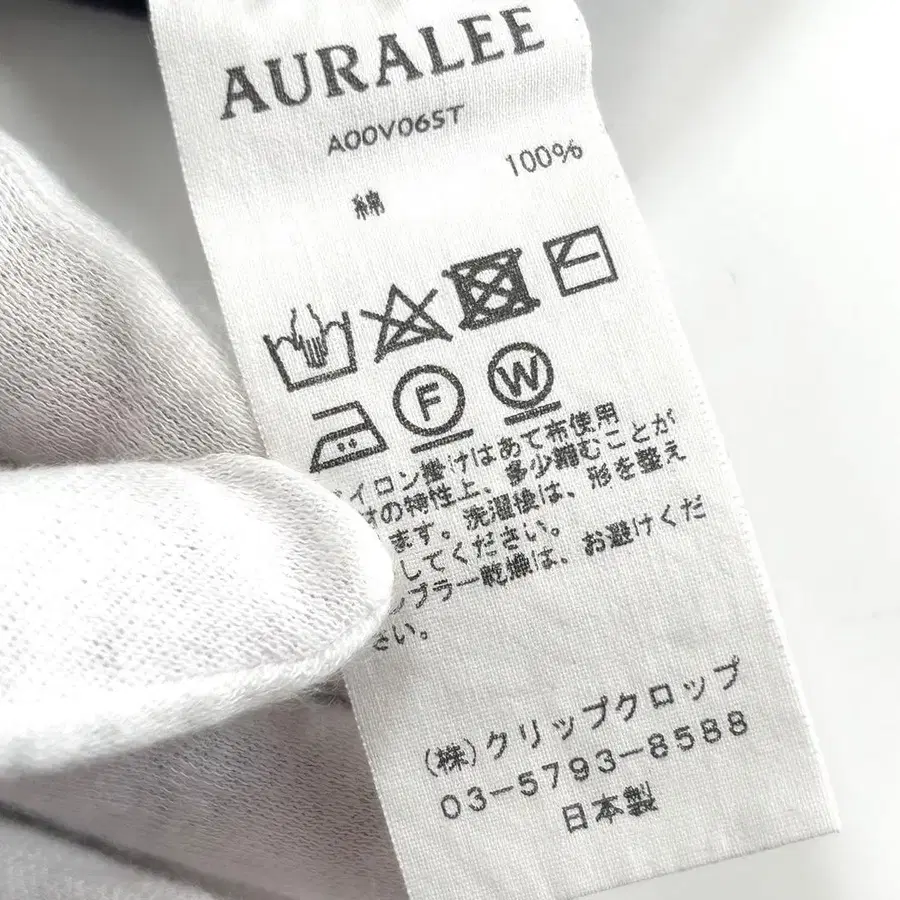 AURALEE
A00V06ST
綿 100%
F W
イロン掛けはあて布使用
の特性上、多少縮むことが
ます。洗濯後は、形を整え
してください。
ブラー乾燥は、お避けくだ
さい。
(株)クリップクロップ
03-5793-8588
日本製